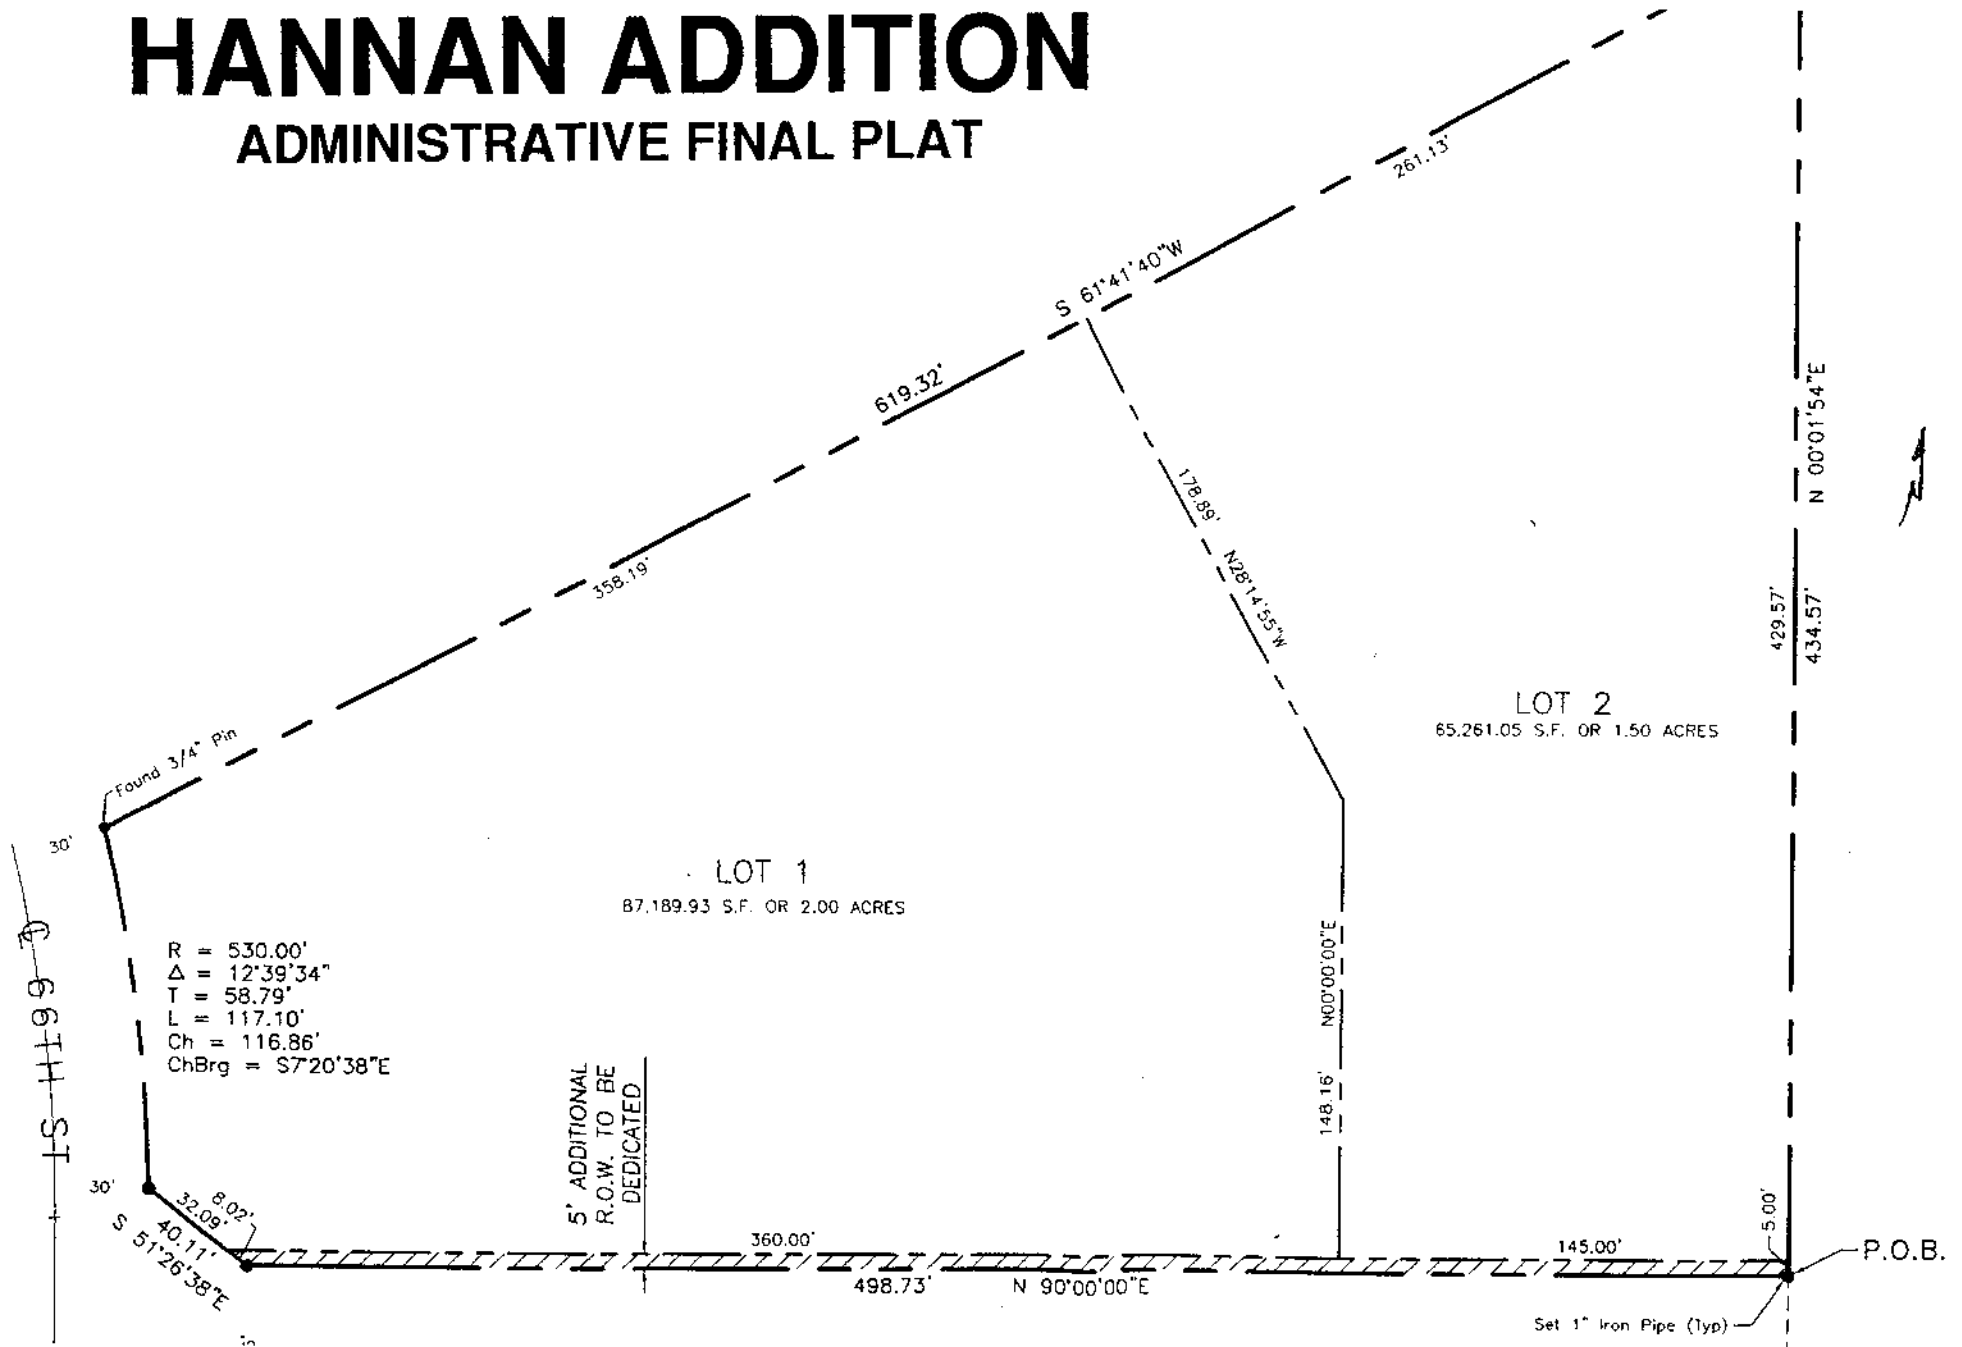 HANNAN ADDITION
ADMINISTRATIVE FINAL PLAT
261.13'
S 61°41'40"W
619.32'
358.19'
178.89'
N28°14'55"W
N 00°01'54"E
429.57'
434.57'
LOT 2
65,261.05 S.F. OR 1.50 ACRES
Found 3/4" Pin
30'
LOT 1
87,189.93 S.F. OR 2.00 ACRES
℄ 66TH ST
R = 530.00'
Δ = 12°39'34"
T = 58.79'
L = 117.10'
Ch = 116.86'
ChBrg = S7°20'38"E
N00°00'00"E
148.16'
5' ADDITIONAL
R.O.W. TO BE
DEDICATED
30'
8.02'
32.09'
40.11'
S 51°26'38"E
360.00'
145.00'
5.00'
P.O.B.
498.73'
N 90°00'00"E
Set 1" Iron Pipe (Typ)